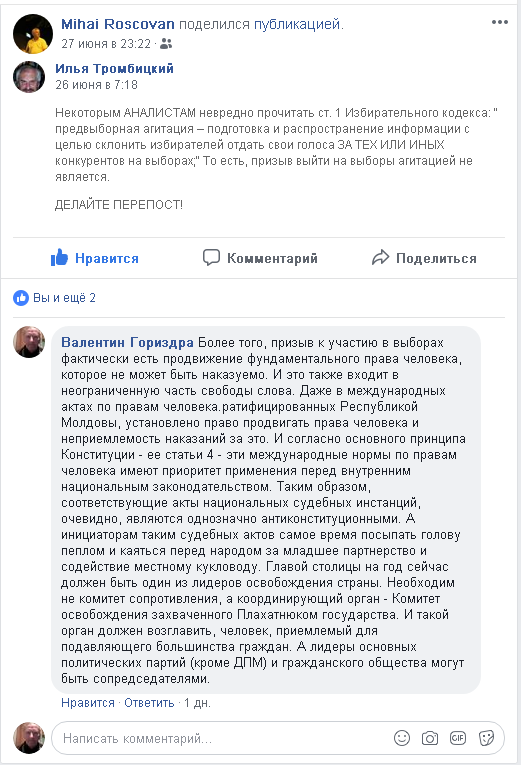 Mihai Roscovan поделился публикацией.
27 июня в 23:22 ·
Илья Тромбицкий
26 июня в 7:18
Некоторым АНАЛИСТАМ невредно прочитать ст. 1 Избирательного кодекса: "
предвыборная агитация – подготовка и распространение информации с
целью склонить избирателей отдать свои голоса ЗА ТЕХ ИЛИ ИНЫХ
конкурентов на выборах;" То есть, призыв выйти на выборы агитацией не
является.
ДЕЛАЙТЕ ПЕРЕПОСТ!
Нравится Комментарий Поделиться
Вы и ещё 2
Валентин Гориздра Более того, призыв к участию в выборах
фактически есть продвижение фундаментального права человека,
которое не может быть наказуемо. И это также входит в
неограниченную часть свободы слова. Даже в международных
актах по правам человека.ратифицированных Республикой
Молдовы, установлено право продвигать права человека и
неприемлемость наказаний за это. И согласно основного принципа
Конституции - ее статьи 4 - эти международные нормы по правам
человека имеют приоритет применения перед внутренним
национальным законодательством. Таким образом,
соответствующие акты национальных судебных инстанций,
очевидно, являются однозначно антиконституционными. А
инициаторам таким судебных актов самое время посыпать голову
пеплом и каяться перед народом за младшее партнерство и
содействие местному кукловоду. Главой столицы на год сейчас
должен быть один из лидеров освобождения страны. Необходим
не комитет сопротивления, а координирующий орган - Комитет
освобождения захваченного Плахатнюком государства. И такой
орган должен возглавить, человек, приемлемый для
подавляющего большинства граждан. А лидеры основных
политических партий (кроме ДПМ) и гражданского общества могут
быть сопредседателями.
Нравится · Ответить · 1 дн.
Написать комментарий...
GIF